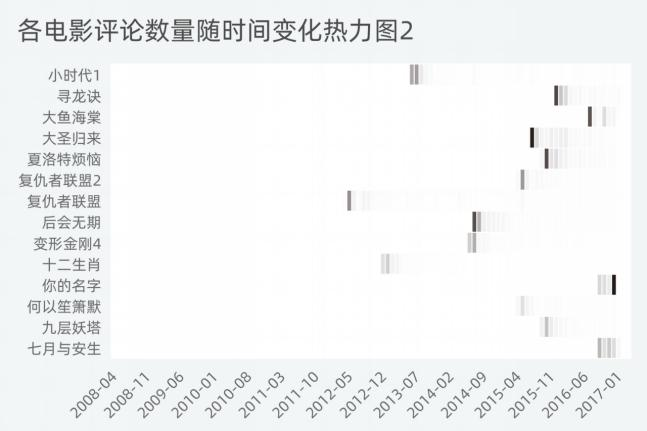 各电影评论数量随时间变化热力图2
小时代1
寻龙诀
大鱼海棠
大圣归来
夏洛特烦恼
复仇者联盟2
复仇者联盟
后会无期
变形金刚4
十二生肖
你的名字
何以笙箫默
九层妖塔
七月与安生
2008-04
2008-11
2009-06
2010-01
2010-08
2011-03
2011-10
2012-05
2012-12
2013-07
2014-02
2014-09
2015-04
2015-11
2016-06
2017-01